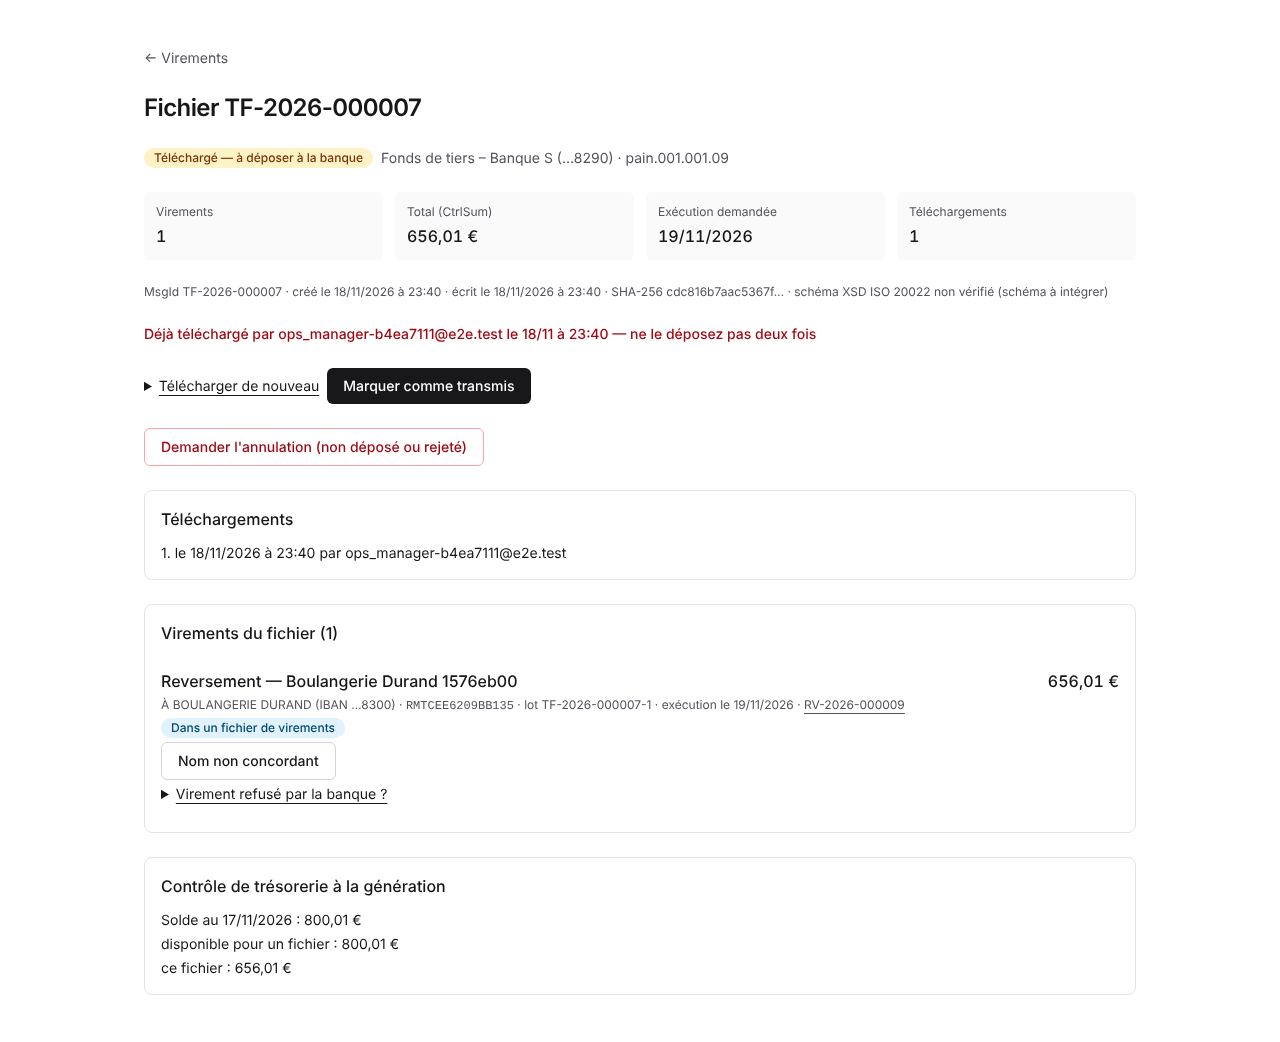 ← Virements
Fichier TF-2026-000007
Téléchargé — à déposer à la banque Fonds de tiers – Banque S (…8290) · pain.001.001.09
Virements
1
Total (CtrlSum)
656,01 €
Exécution demandée
19/11/2026
Téléchargements
1
MsgId TF-2026-000007 · créé le 18/11/2026 à 23:40 · écrit le 18/11/2026 à 23:40 · SHA-256 cdc816b7aac5367f… · schéma XSD ISO 20022 non vérifié (schéma à intégrer)
Déjà téléchargé par ops_manager-b4ea7111@e2e.test le 18/11 à 23:40 — ne le déposez pas deux fois
Télécharger de nouveau Marquer comme transmis
Demander l'annulation (non déposé ou rejeté)
Téléchargements
1. le 18/11/2026 à 23:40 par ops_manager-b4ea7111@e2e.test
Virements du fichier (1)
Reversement — Boulangerie Durand 1576eb00 656,01 €
À BOULANGERIE DURAND (IBAN …8300) · RMTCEE6209BB135 · lot TF-2026-000007-1 · exécution le 19/11/2026 · RV-2026-000009
Dans un fichier de virements
Nom non concordant
Virement refusé par la banque ?
Contrôle de trésorerie à la génération
Solde au 17/11/2026 : 800,01 €
disponible pour un fichier : 800,01 €
ce fichier : 656,01 €